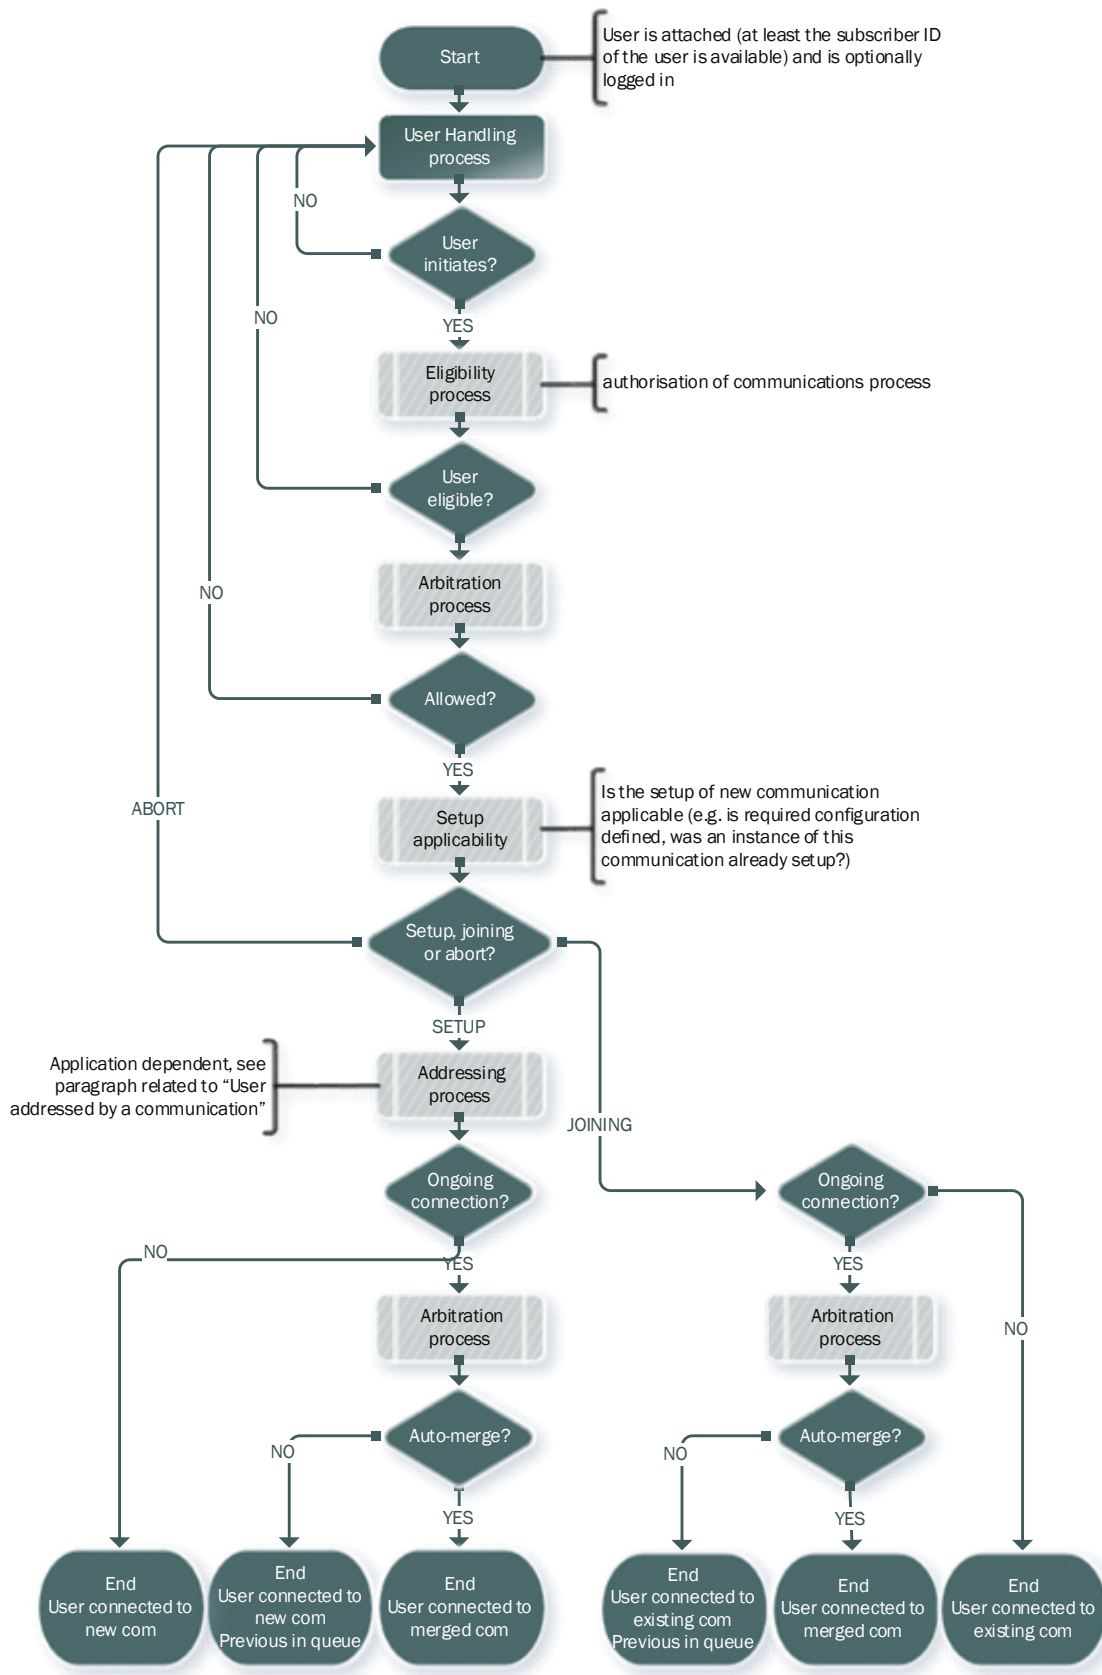 Start
User is attached (at least the subscriber ID
of the user is available) and is optionally
logged in
User Handling
process
NO
User
initiates?
NO
YES
Eligibility
process
authorisation of communications process
User
eligible?
NO
Arbitration
process
Allowed?
YES
ABORT
Setup
applicability
Is the setup of new communication
applicable (e.g. is required configuration
defined, was an instance of this
communication already setup?)
Setup, joining
or abort?
SETUP
Application dependent, see
paragraph related to “User
addressed by a communication”
Addressing
process
JOINING
Ongoing
connection?
Ongoing
connection?
NO
YES
YES
Arbitration
process
Arbitration
process
NO
Auto-merge?
Auto-merge?
NO
NO
YES
YES
End
User connected to
new com
End
User connected to
new com
Previous in queue
End
User connected to
merged com
End
User connected to
existing com
Previous in queue
End
User connected to
merged com
End
User connected to
existing com